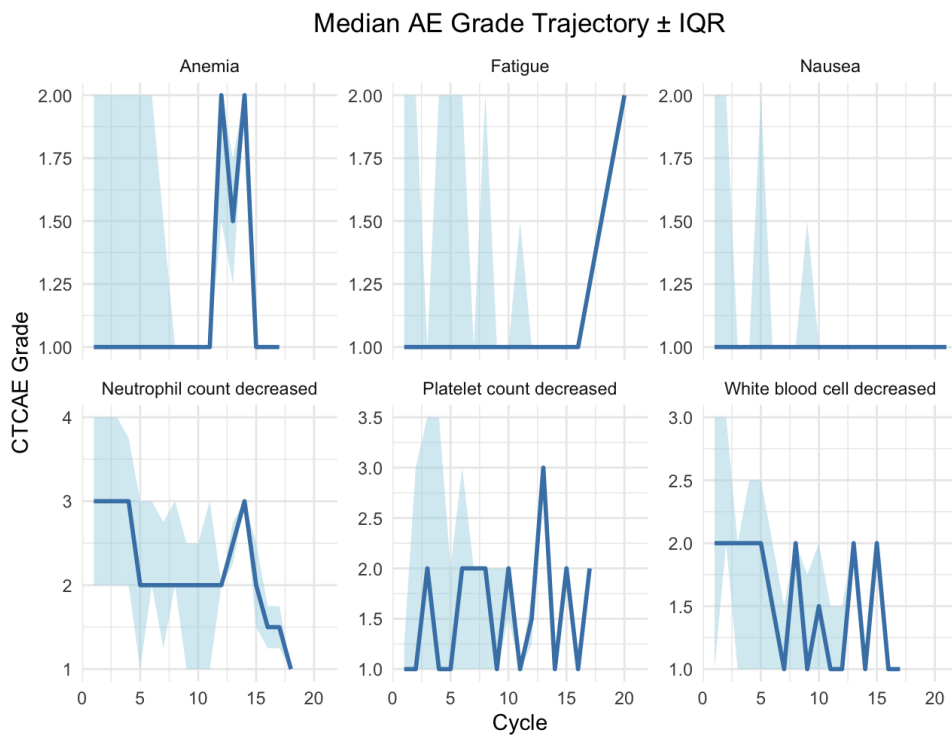 Median AE Grade Trajectory ± IQR
Anemia Fatigue Nausea
2.00 2.00 2.00
1.75 1.75 1.75
1.50 1.50 1.50
1.25 1.25 1.25
1.00 1.00 1.00
CTCAE Grade
Neutrophil count decreased Platelet count decreased White blood cell decreased
4 3.5 3.0
3.0
3 2.5 2.5
2.0 2.0
2 1.5 1.5
1 1.0 1.0
0 5 10 15 20 0 5 10 15 20 0 5 10 15 20
Cycle